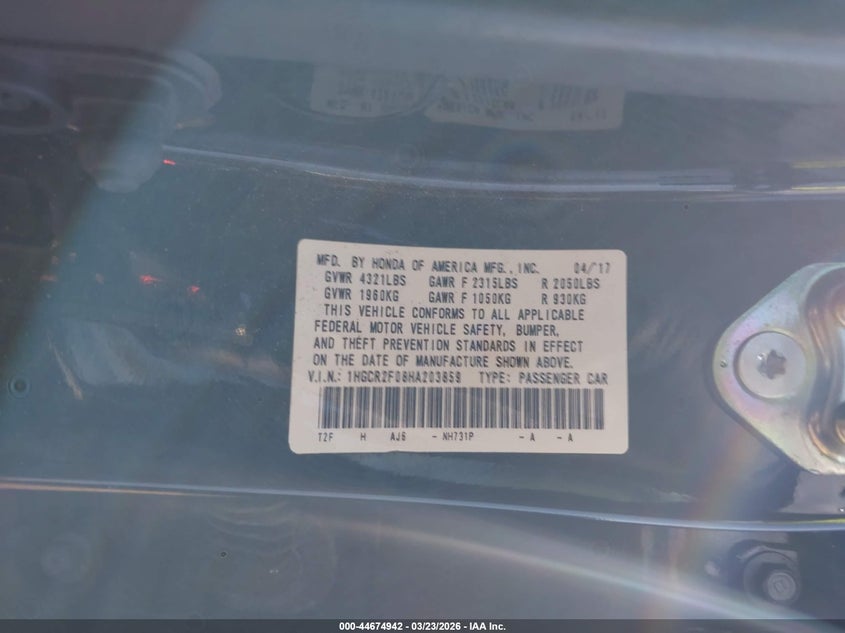 MFD. BY HONDA OF AMERICA MFG., INC. 04/17
GVWR 4321LBS GAWR F 2315LBS R 2050LBS
GVWR 1960KG GAWR F 1050KG R 930KG
THIS VEHICLE CONFORMS TO ALL APPLICABLE
FEDERAL MOTOR VEHICLE SAFETY, BUMPER,
AND THEFT PREVENTION STANDARDS IN EFFECT
ON THE DATE OF MANUFACTURE SHOWN ABOVE.
V.I.N.: 1HGCR2F08HA203859 TYPE: PASSENGER CAR
T2F H AJ6 - NH731P - A - A
000-44674942 - 03/23/2026 - IAA Inc.